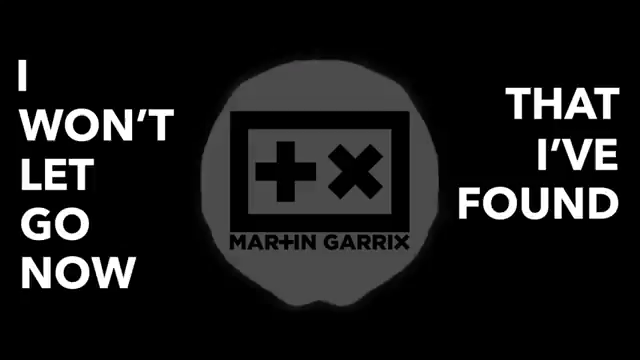 I
WON'T
LET
GO
NOW
THAT
I'VE
FOUND
MARTIN GARRIX